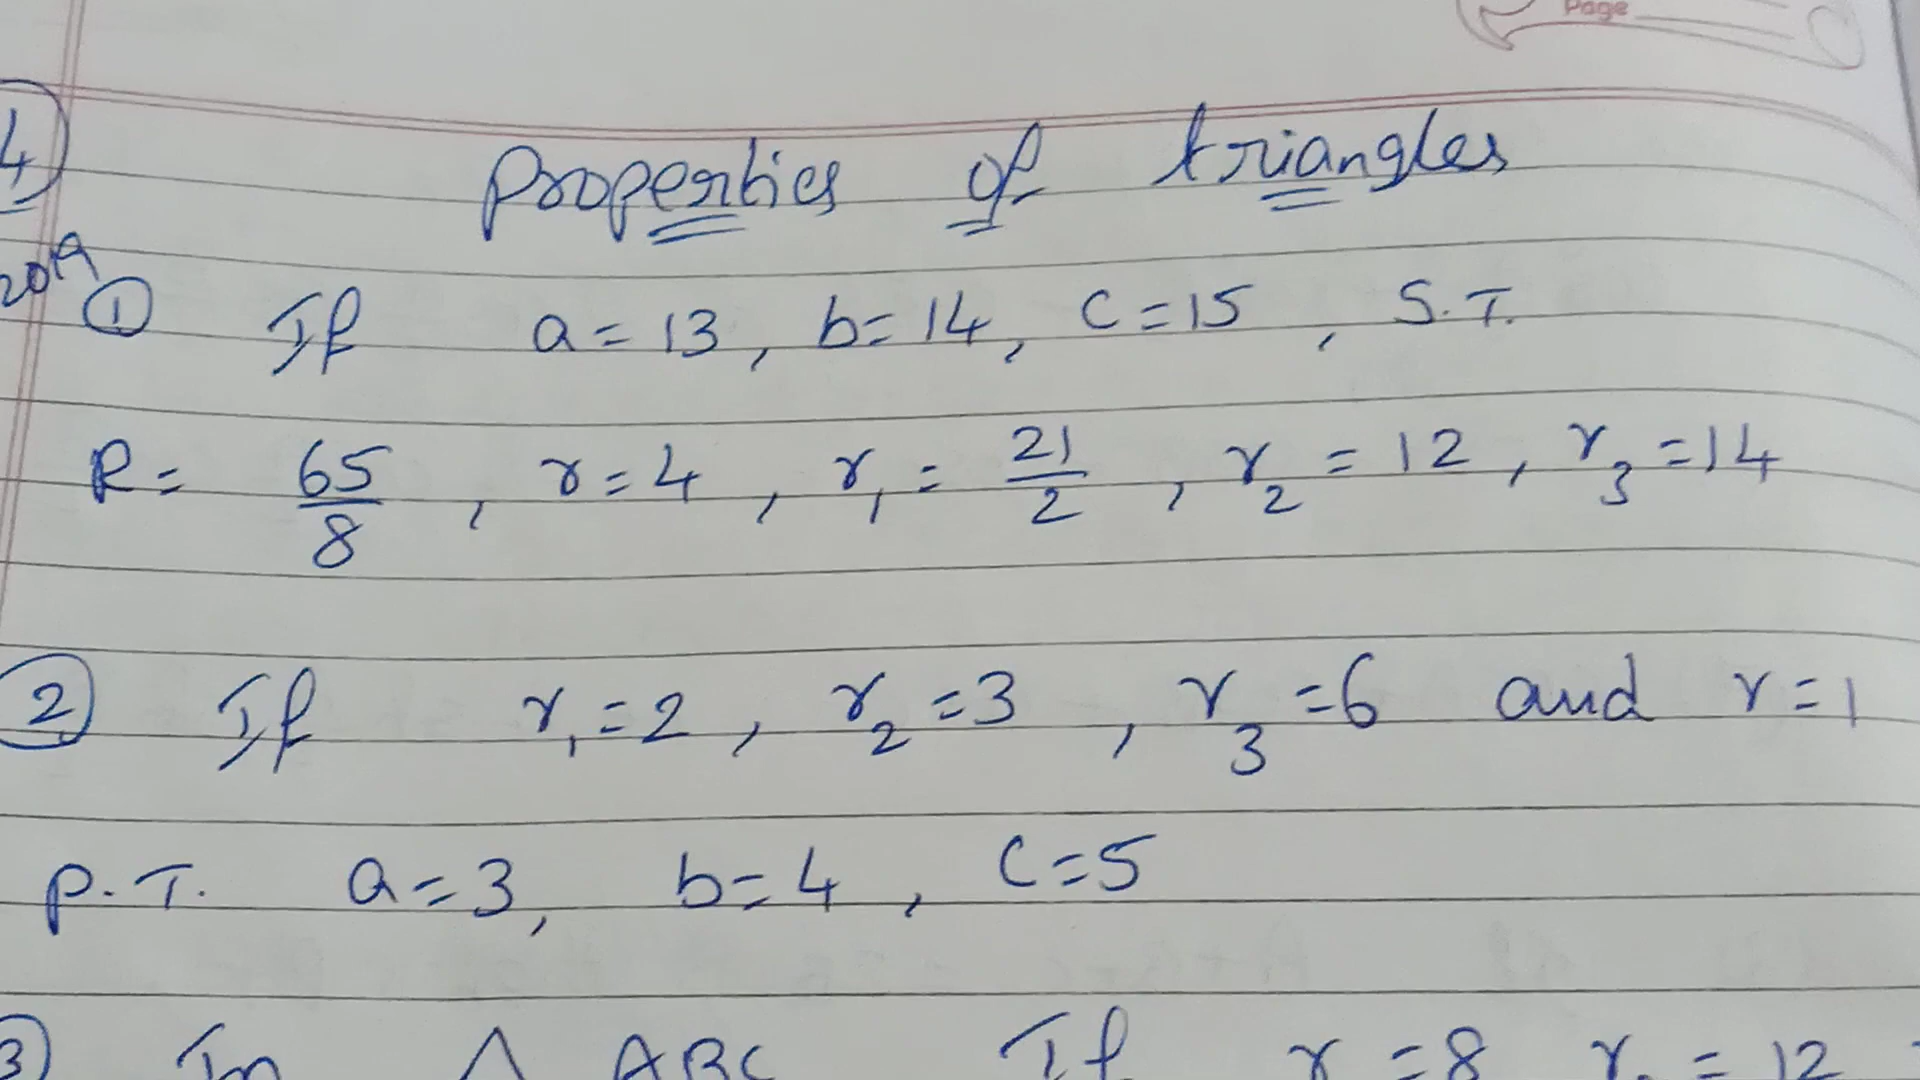 Page
4
Properties of triangles
20A
① If a = 13, b = 14, c = 15, S.T.
R = 65/8, r = 4, r₁ = 21/2, r₂ = 12, r₃ = 14
② If r₁ = 2, r₂ = 3, r₃ = 6 and r = 1
P.T. a = 3, b = 4, c = 5
③ In Δ ABC If r = 8 r₁ = 12